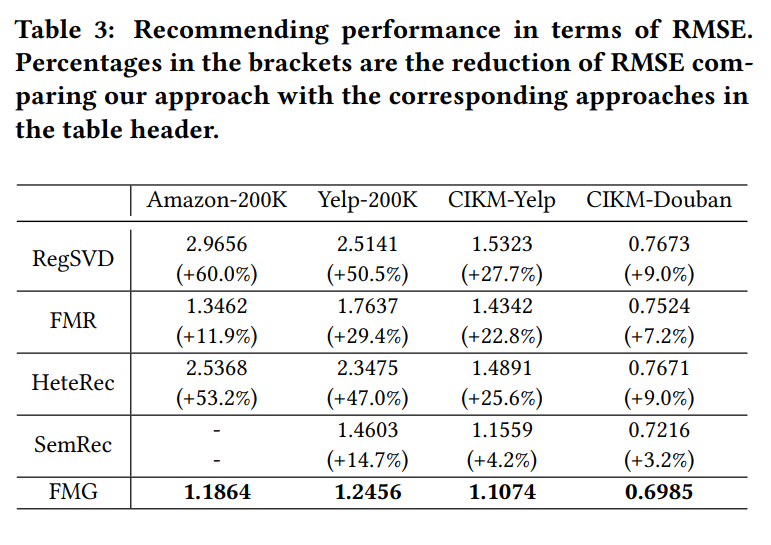 Table 3: Recommending performance in terms of RMSE.
Percentages in the brackets are the reduction of RMSE com-
paring our approach with the corresponding approaches in
the table header.
Amazon-200K Yelp-200K CIKM-Yelp CIKM-Douban
RegSVD 2.9656 2.5141 1.5323 0.7673
(+60.0%) (+50.5%) (+27.7%) (+9.0%)
FMR 1.3462 1.7637 1.4342 0.7524
(+11.9%) (+29.4%) (+22.8%) (+7.2%)
HeteRec 2.5368 2.3475 1.4891 0.7671
(+53.2%) (+47.0%) (+25.6%) (+9.0%)
SemRec - 1.4603 1.1559 0.7216
- (+14.7%) (+4.2%) (+3.2%)
FMG 1.1864 1.2456 1.1074 0.6985